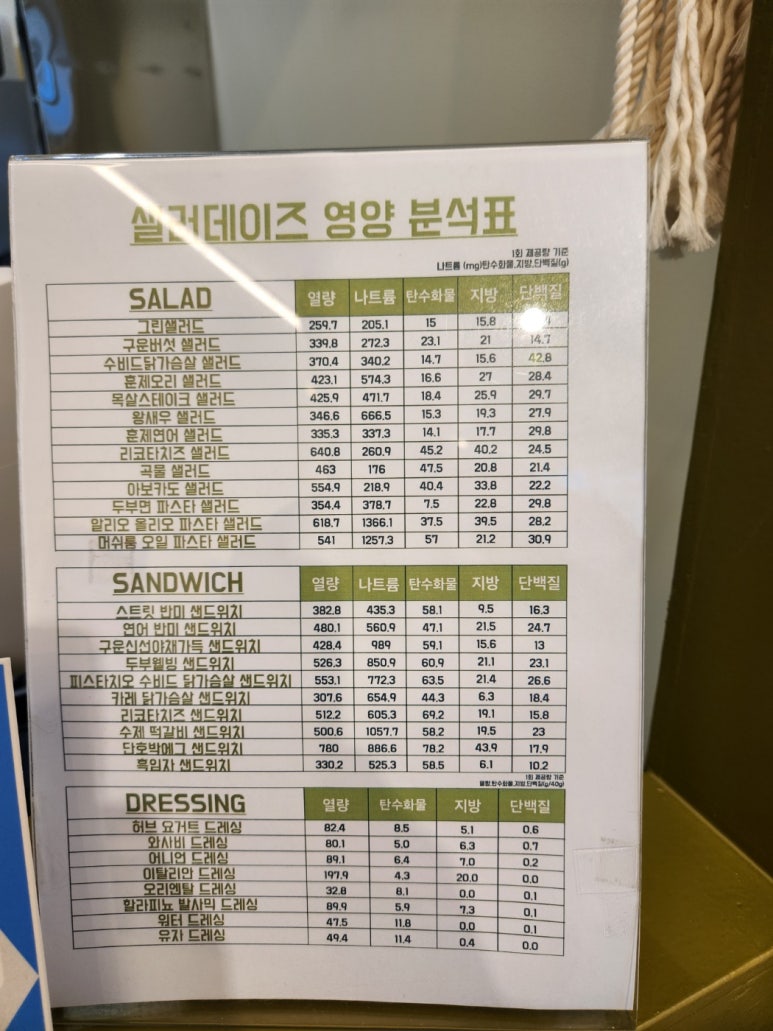 샐러데이즈 영양 분석표
1회 제공량 기준
나트륨 (mg)탄수화물,지방,단백질(g)
SALAD 열량 나트륨 탄수화물 지방 단백질
그린샐러드 259.7 205.1 15 15.8
구운버섯 샐러드 339.8 272.3 23.1 21 14.7
수비드닭가슴살 샐러드 370.4 340.2 14.7 15.6 42.8
훈제오리 샐러드 423.1 574.3 16.6 27 28.4
목살스테이크 샐러드 425.9 471.7 18.4 25.9 29.7
왕새우 샐러드 346.6 666.5 15.3 19.3 27.9
훈제연어 샐러드 335.3 337.3 14.1 17.7 29.8
리코타치즈 샐러드 640.8 260.9 45.2 40.2 24.5
곡물 샐러드 463 176 47.5 20.8 21.4
아보카도 샐러드 554.9 218.9 40.4 33.8 22.2
두부면 파스타 샐러드 354.4 378.7 7.5 22.8 29.8
알리오 올리오 파스타 샐러드 618.7 1366.1 37.5 39.5 28.2
머쉬룸 오일 파스타 샐러드 541 1257.3 57 21.2 30.9
SANDWICH 열량 나트륨 탄수화물 지방 단백질
스트릿 반미 샌드위치 382.8 435.3 58.1 9.5 16.3
연어 반미 샌드위치 480.1 560.9 47.1 21.5 24.7
구운신선야채가득 샌드위치 428.4 989 59.1 15.6 13
두부웰빙 샌드위치 526.3 850.9 60.9 21.1 23.1
피스타치오 수비드 닭가슴살 샌드위치 553.1 772.3 63.5 21.4 26.6
카레 닭가슴살 샌드위치 307.6 654.9 44.3 6.3 18.4
리코타치즈 샌드위치 512.2 605.3 69.2 19.1 15.8
수제 떡갈비 샌드위치 500.6 1057.7 58.2 19.5 23
단호박에그 샌드위치 780 886.6 78.2 43.9 17.9
흑임자 샌드위치 330.2 525.3 58.5 6.1 10.2
1회 제공량 기준
열량,탄수화물,지방,단백질(g/40g)
DRESSING 열량 탄수화물 지방 단백질
허브 요거트 드레싱 82.4 8.5 5.1 0.6
와사비 드레싱 80.1 5.0 6.3 0.7
어니언 드레싱 89.1 6.4 7.0 0.2
이탈리안 드레싱 197.9 4.3 20.0 0.0
오리엔탈 드레싱 32.8 8.1 0.0 0.1
할라피뇨 발사믹 드레싱 89.9 5.9 7.3 0.1
워터 드레싱 47.5 11.8 0.0 0.1
유자 드레싱 49.4 11.4 0.4 0.0